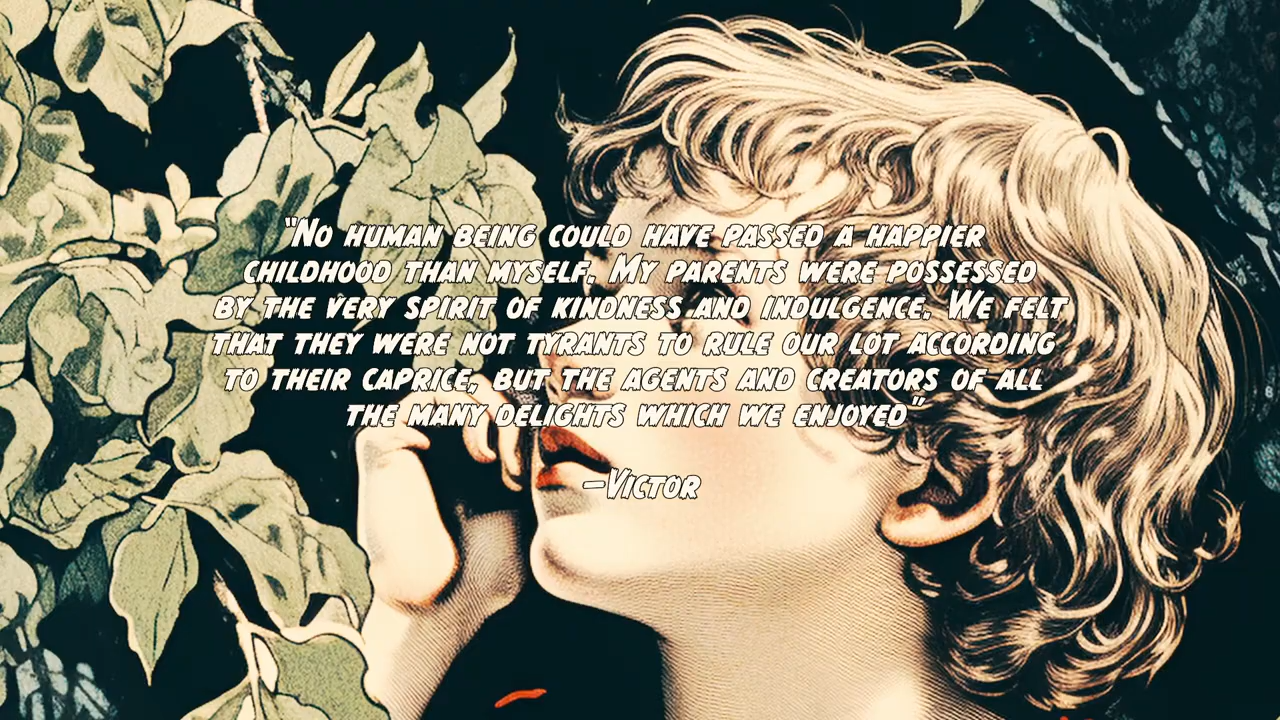 “No human being could have passed a happier
childhood than myself. My parents were possessed
by the very spirit of kindness and indulgence. We felt
that they were not tyrants to rule our lot according
to their caprice, but the agents and creators of all
the many delights which we enjoyed”
–Victor